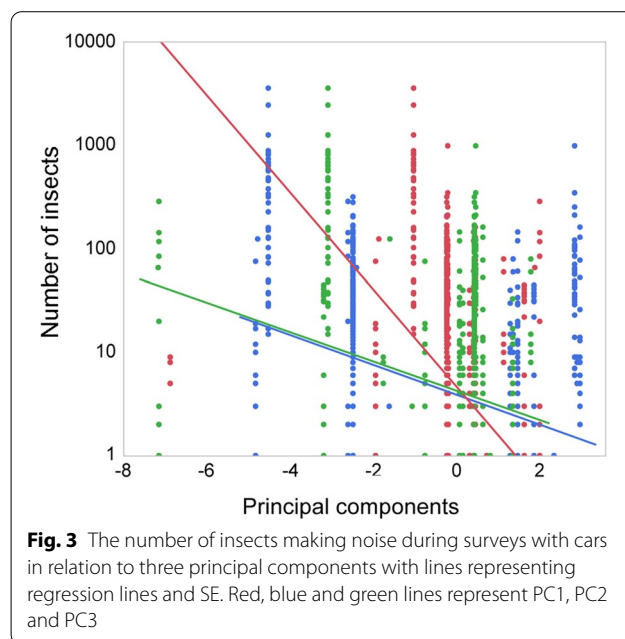 10000
1000
100
10
1
Number of insects
-8 -6 -4 -2 0 2
Principal components
Fig. 3 The number of insects making noise during surveys with cars
in relation to three principal components with lines representing
regression lines and SE. Red, blue and green lines represent PC1, PC2
and PC3